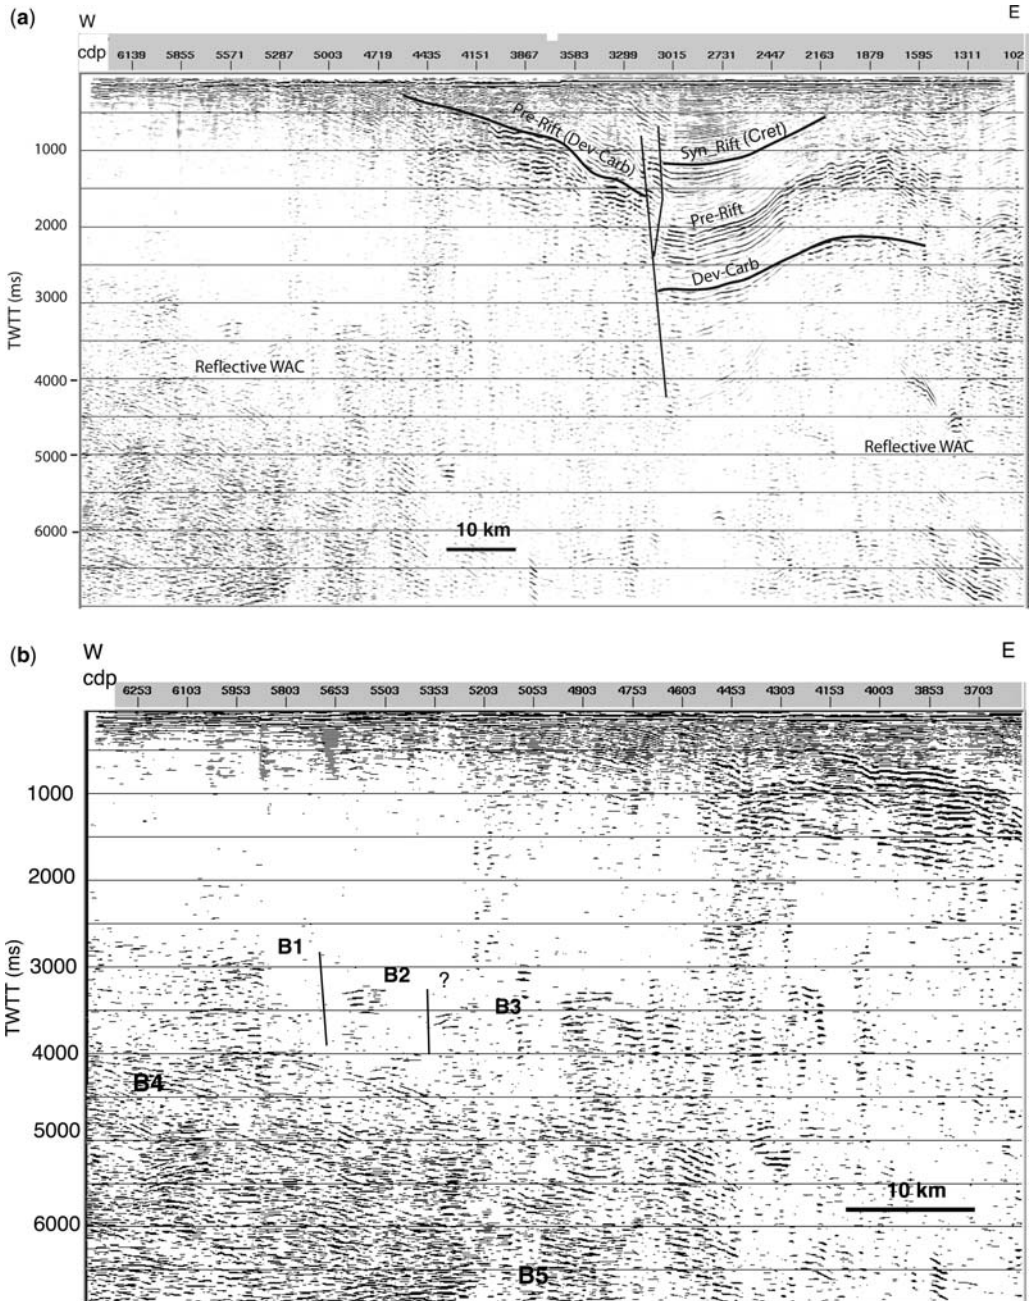 (a)
W
E
cdp 6139 5855 5571 5287 5003 4719 4435 4151 3867 3583 3299 3015 2731 2447 2163 1879 1595 1311 102
Pre-Rift (Dev-Carb)
Syn_Rift (Cret)
1000
Pre-Rift
2000
Dev-Carb
3000
TWTT (ms)
Reflective WAC
4000
Reflective WAC
5000
6000
10 km
(b)
W
E
cdp
6253 6103 5953 5803 5653 5503 5353 5203 5053 4903 4753 4603 4453 4303 4153 4003 3853 3703
1000
2000
B1
3000
B2
?
B3
TWTT (ms)
4000
B4
5000
10 km
6000
B5